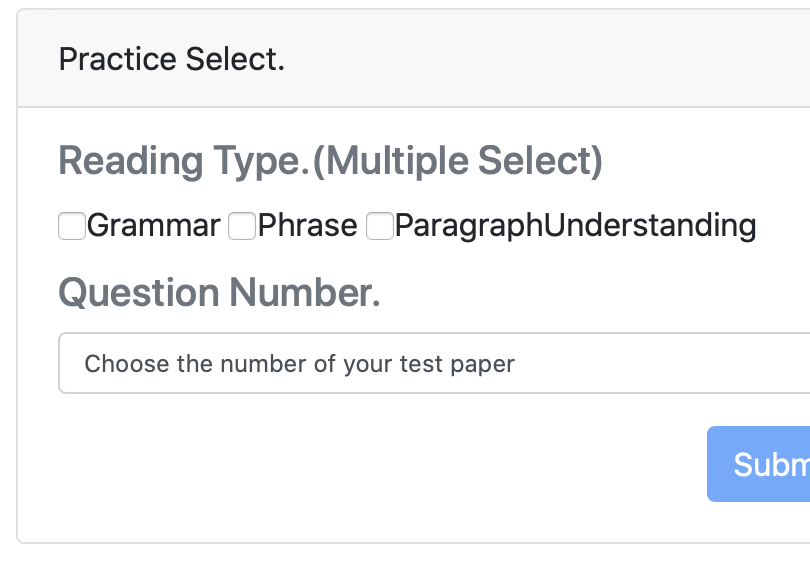 Practice Select.
Reading Type.(Multiple Select)
Grammar Phrase ParagraphUnderstanding
Question Number.
Choose the number of your test paper
Subm